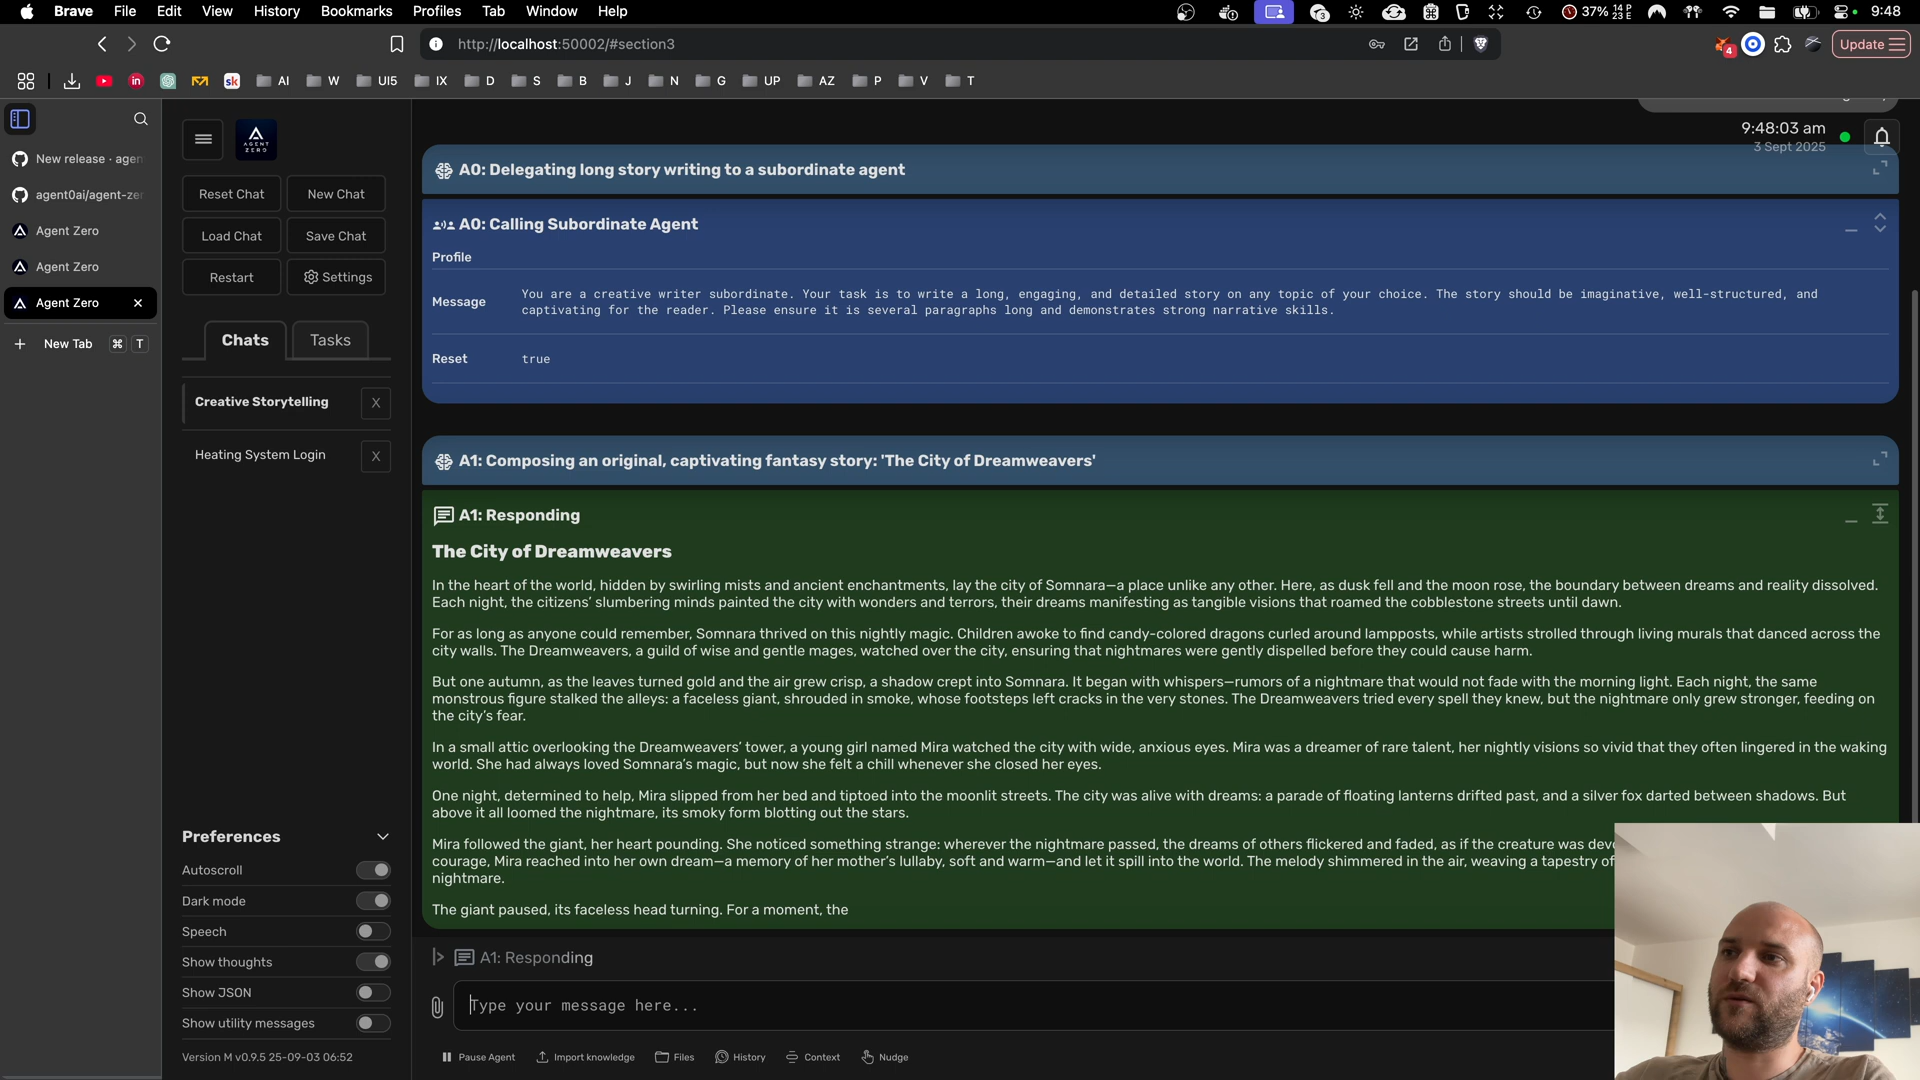 Brave File Edit View History Bookmarks Profiles Tab Window Help
3
37% 14 P 23 E
9:48
http://localhost:50002/#section3
4
Update
in
sk
AI
W
UI5
IX
D
S
B
J
N
G
UP
AZ
P
V
T
New release · agen
agent0ai/agent-ze
Agent Zero
Agent Zero
Agent Zero
New Tab ⌘ T
AGENT ZERO
Reset Chat
New Chat
Load Chat
Save Chat
Restart
Settings
Chats
Tasks
Creative Storytelling
X
Heating System Login
X
Preferences
Autoscroll
Dark mode
Speech
Show thoughts
Show JSON
Show utility messages
Version M v0.9.5 25-09-03 06:52
9:48:03 am
3 Sept 2025
A0: Delegating long story writing to a subordinate agent
A0: Calling Subordinate Agent
Profile
Message
You are a creative writer subordinate. Your task is to write a long, engaging, and detailed story on any topic of your choice. The story should be imaginative, well-structured, and
captivating for the reader. Please ensure it is several paragraphs long and demonstrates strong narrative skills.
Reset
true
A1: Composing an original, captivating fantasy story: 'The City of Dreamweavers'
A1: Responding
The City of Dreamweavers
In the heart of the world, hidden by swirling mists and ancient enchantments, lay the city of Somnara—a place unlike any other. Here, as dusk fell and the moon rose, the boundary between dreams and reality dissolved.
Each night, the citizens’ slumbering minds painted the city with wonders and terrors, their dreams manifesting as tangible visions that roamed the cobblestone streets until dawn.
For as long as anyone could remember, Somnara thrived on this nightly magic. Children awoke to find candy-colored dragons curled around lampposts, while artists strolled through living murals that danced across the
city walls. The Dreamweavers, a guild of wise and gentle mages, watched over the city, ensuring that nightmares were gently dispelled before they could cause harm.
But one autumn, as the leaves turned gold and the air grew crisp, a shadow crept into Somnara. It began with whispers—rumors of a nightmare that would not fade with the morning light. Each night, the same
monstrous figure stalked the alleys: a faceless giant, shrouded in smoke, whose footsteps left cracks in the very stones. The Dreamweavers tried every spell they knew, but the nightmare only grew stronger, feeding on
the city’s fear.
In a small attic overlooking the Dreamweavers’ tower, a young girl named Mira watched the city with wide, anxious eyes. Mira was a dreamer of rare talent, her nightly visions so vivid that they often lingered in the waking
world. She had always loved Somnara’s magic, but now she felt a chill whenever she closed her eyes.
One night, determined to help, Mira slipped from her bed and tiptoed into the moonlit streets. The city was alive with dreams: a parade of floating lanterns drifted past, and a silver fox darted between shadows. But
above it all loomed the nightmare, its smoky form blotting out the stars.
Mira followed the giant, her heart pounding. She noticed something strange: wherever the nightmare passed, the dreams of others flickered and faded, as if the creature was dev
courage, Mira reached into her own dream—a memory of her mother’s lullaby, soft and warm—and let it spill into the world. The melody shimmered in the air, weaving a tapestry of
nightmare.
The giant paused, its faceless head turning. For a moment, the
A1: Responding
Type your message here...
Pause Agent
Import knowledge
Files
History
Context
Nudge